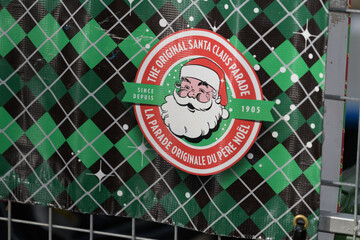 THE ORIGINAL SANTA CLAUS PARADE
SINCE
DEPUIS
1905
LA PARADE ORIGINALE DU PÈRE NOËL